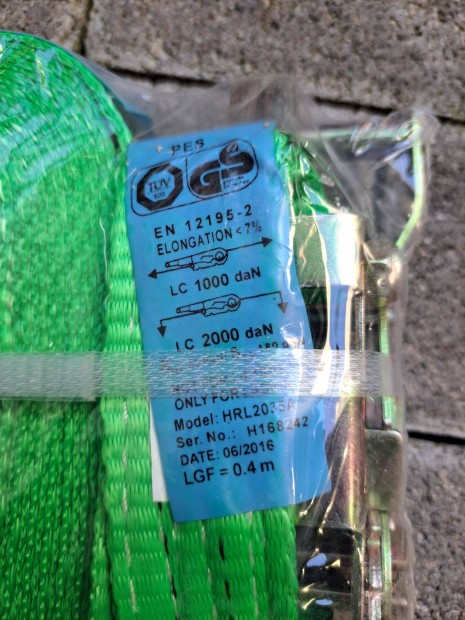 PES
TÜV
GS
EN 12195-2
ELONGATION < 7%
LC 1000 daN
LC 2000 daN
ONLY FOR
Model: HRL2035A
Ser. No.: H168242
DATE: 06/2016
LGF = 0.4 m